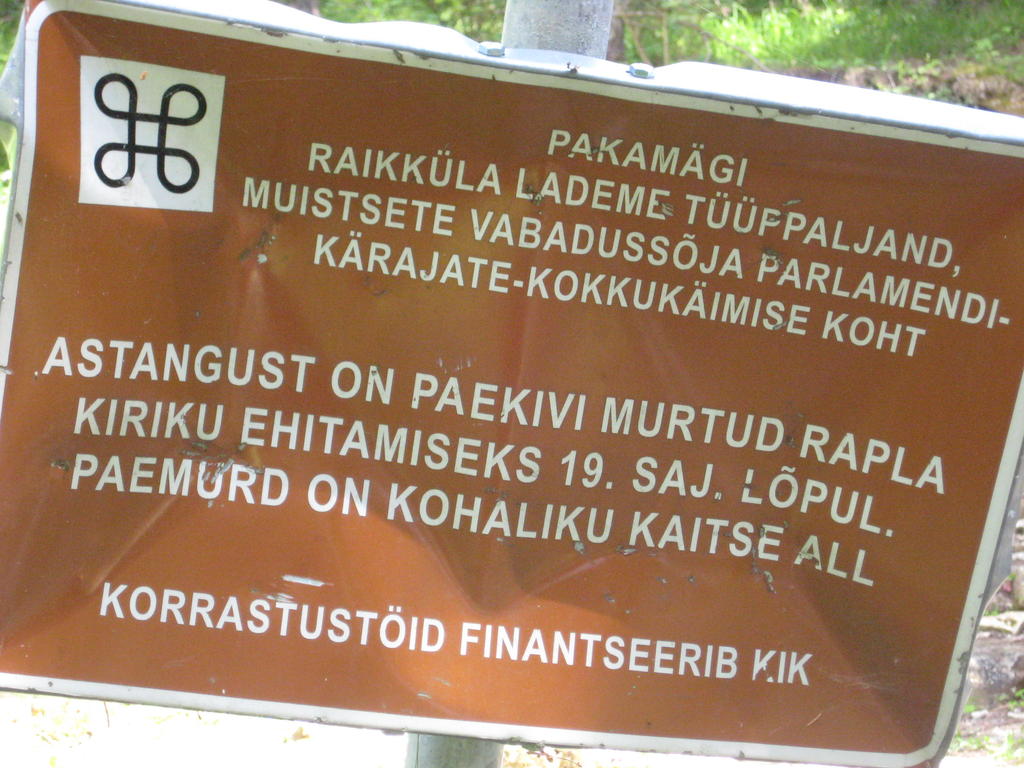 PAKAMÄGI
RAIKKÜLA LADEME TÜÜPPALJAND,
MUISTSETE VABADUSSÕJA PARLAMENDI-
KÄRAJATE-KOKKUKÄIMISE KOHT
ASTANGUST ON PAEKIVI MURTUD RAPLA
KIRIKU EHITAMISEKS 19. SAJ. LÕPUL.
PAEMURD ON KOHALIKU KAITSE ALL
KORRASTUSTÖID FINANTSEERIB KIK